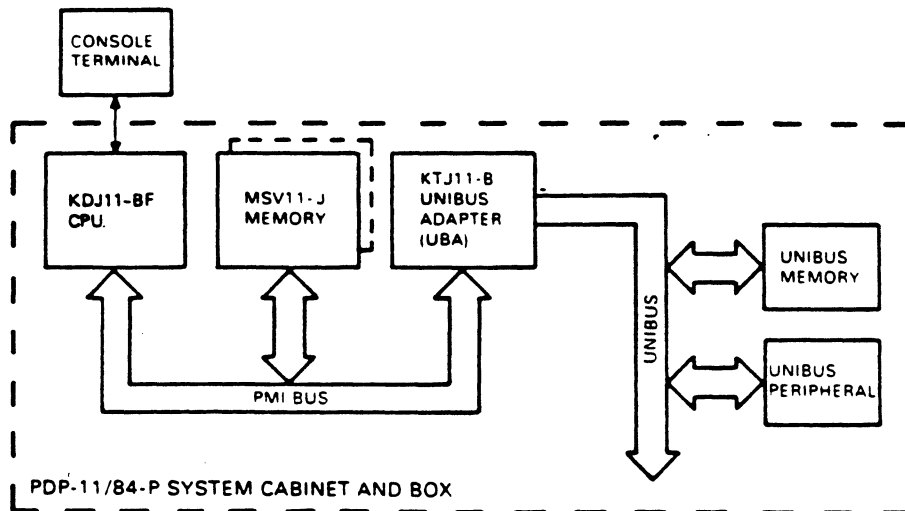 CONSOLE
TERMINAL
KDJ11-BF
CPU.
MSV11-J
MEMORY
KTJ11-B
UNIBUS
ADAPTER
(UBA)
UNIBUS
MEMORY
UNIBUS
UNIBUS
PERIPHERAL
PMI BUS
PDP-11/84-P SYSTEM CABINET AND BOX